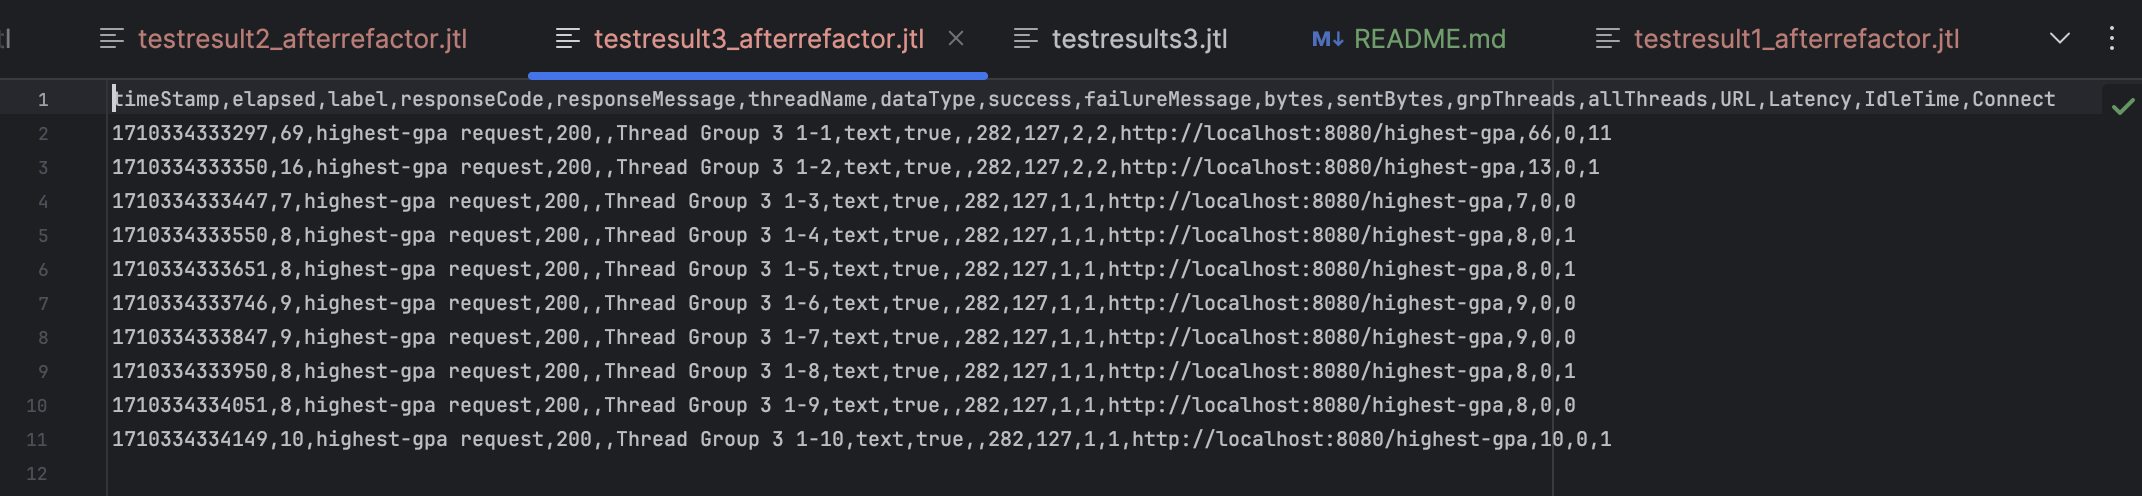 testresult2_afterrefactor.jtl testresult3_afterrefactor.jtl testresults3.jtl README.md testresult1_afterrefactor.jtl
1 timeStamp,elapsed,label,responseCode,responseMessage,threadName,dataType,success,failureMessage,bytes,sentBytes,grpThreads,allThreads,URL,Latency,IdleTime,Connect
2 1710334333297,69,highest-gpa request,200,,Thread Group 3 1-1,text,true,,282,127,2,2,http://localhost:8080/highest-gpa,66,0,11
3 1710334333350,16,highest-gpa request,200,,Thread Group 3 1-2,text,true,,282,127,2,2,http://localhost:8080/highest-gpa,13,0,1
4 1710334333447,7,highest-gpa request,200,,Thread Group 3 1-3,text,true,,282,127,1,1,http://localhost:8080/highest-gpa,7,0,0
5 1710334333550,8,highest-gpa request,200,,Thread Group 3 1-4,text,true,,282,127,1,1,http://localhost:8080/highest-gpa,8,0,1
6 1710334333651,8,highest-gpa request,200,,Thread Group 3 1-5,text,true,,282,127,1,1,http://localhost:8080/highest-gpa,8,0,1
7 1710334333746,9,highest-gpa request,200,,Thread Group 3 1-6,text,true,,282,127,1,1,http://localhost:8080/highest-gpa,9,0,0
8 1710334333847,9,highest-gpa request,200,,Thread Group 3 1-7,text,true,,282,127,1,1,http://localhost:8080/highest-gpa,9,0,0
9 1710334333950,8,highest-gpa request,200,,Thread Group 3 1-8,text,true,,282,127,1,1,http://localhost:8080/highest-gpa,8,0,1
10 1710334334051,8,highest-gpa request,200,,Thread Group 3 1-9,text,true,,282,127,1,1,http://localhost:8080/highest-gpa,8,0,0
11 1710334334149,10,highest-gpa request,200,,Thread Group 3 1-10,text,true,,282,127,1,1,http://localhost:8080/highest-gpa,10,0,1
12